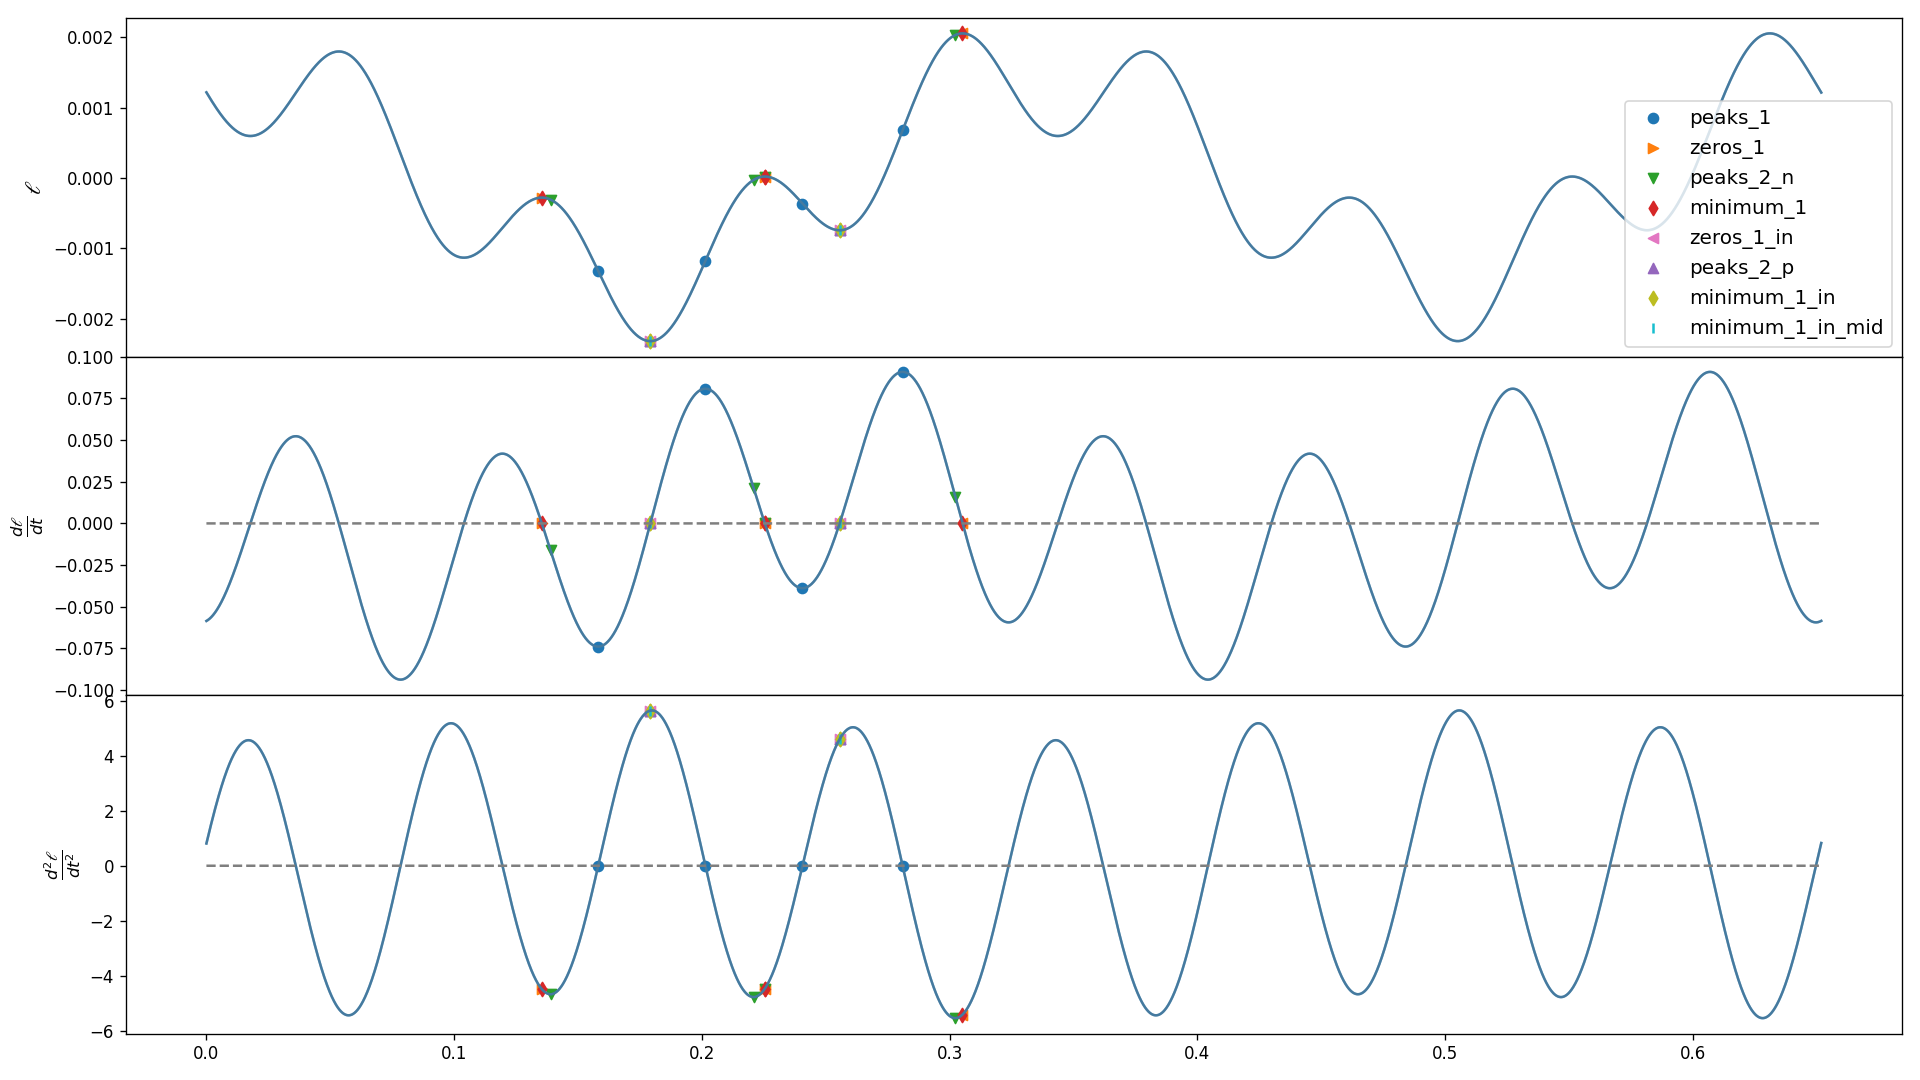 0.002
0.001
0.000
−0.001
−0.002
ℓ
peaks_1
zeros_1
peaks_2_n
minimum_1
zeros_1_in
peaks_2_p
minimum_1_in
minimum_1_in_mid
0.100
0.075
0.050
0.025
0.000
−0.025
−0.050
−0.075
−0.100
dℓ
dt
6
4
2
0
−2
−4
−6
d²ℓ
dt²
0.0 0.1 0.2 0.3 0.4 0.5 0.6